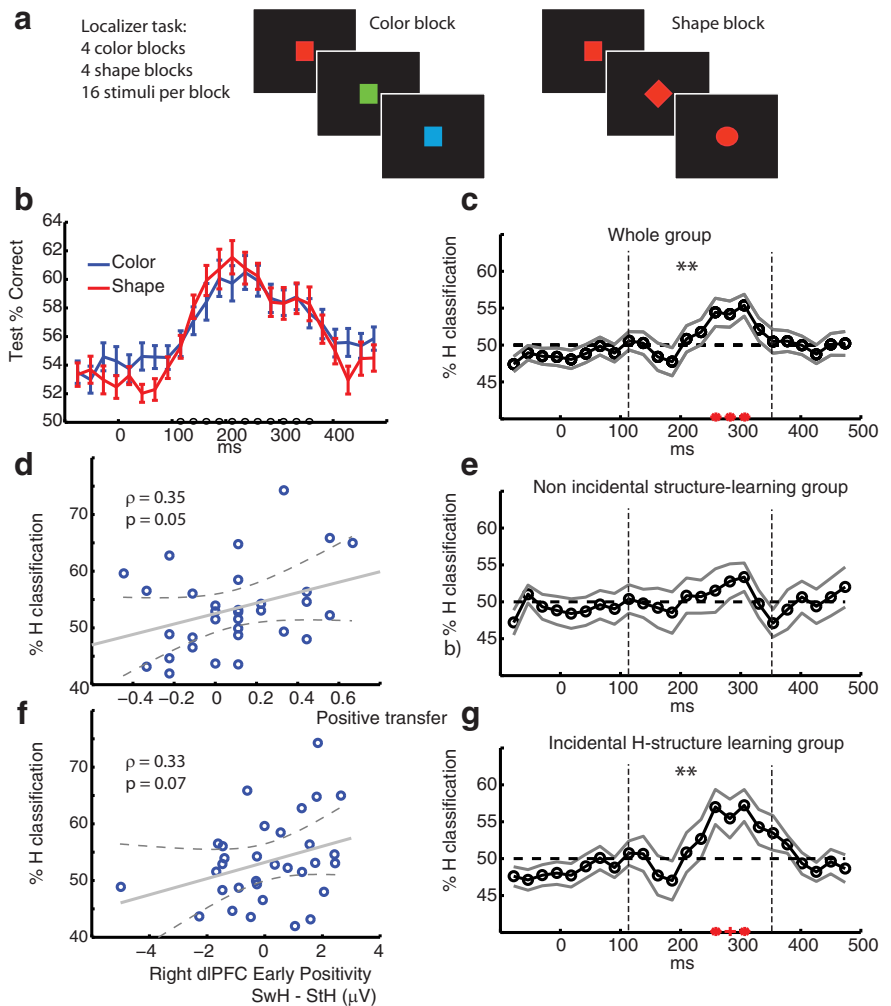 a
Localizer task:
4 color blocks
4 shape blocks
16 stimuli per block
Color block
Shape block
b
Test % Correct
64
62
60
58
56
54
52
50
Color
Shape
0
100
200
300
400
ms
c
Whole group
% H classification
60
55
50
45
**
0
100
200
300
400
500
ms
d
% H classification
70
60
50
40
ρ = 0.35
p = 0.05
−0.4
−0.2
0
0.2
0.4
0.6
Positive transfer
e
Non incidental structure-learning group
% H classification
b)
60
55
50
45
0
100
200
300
400
500
ms
f
% H classification
70
60
50
40
ρ = 0.33
p = 0.07
−4
−2
0
2
4
Right dlPFC Early Positivity
SwH - StH (μV)
g
Incidental H-structure learning group
% H classification
60
55
50
45
**
0
100
200
300
400
500
ms